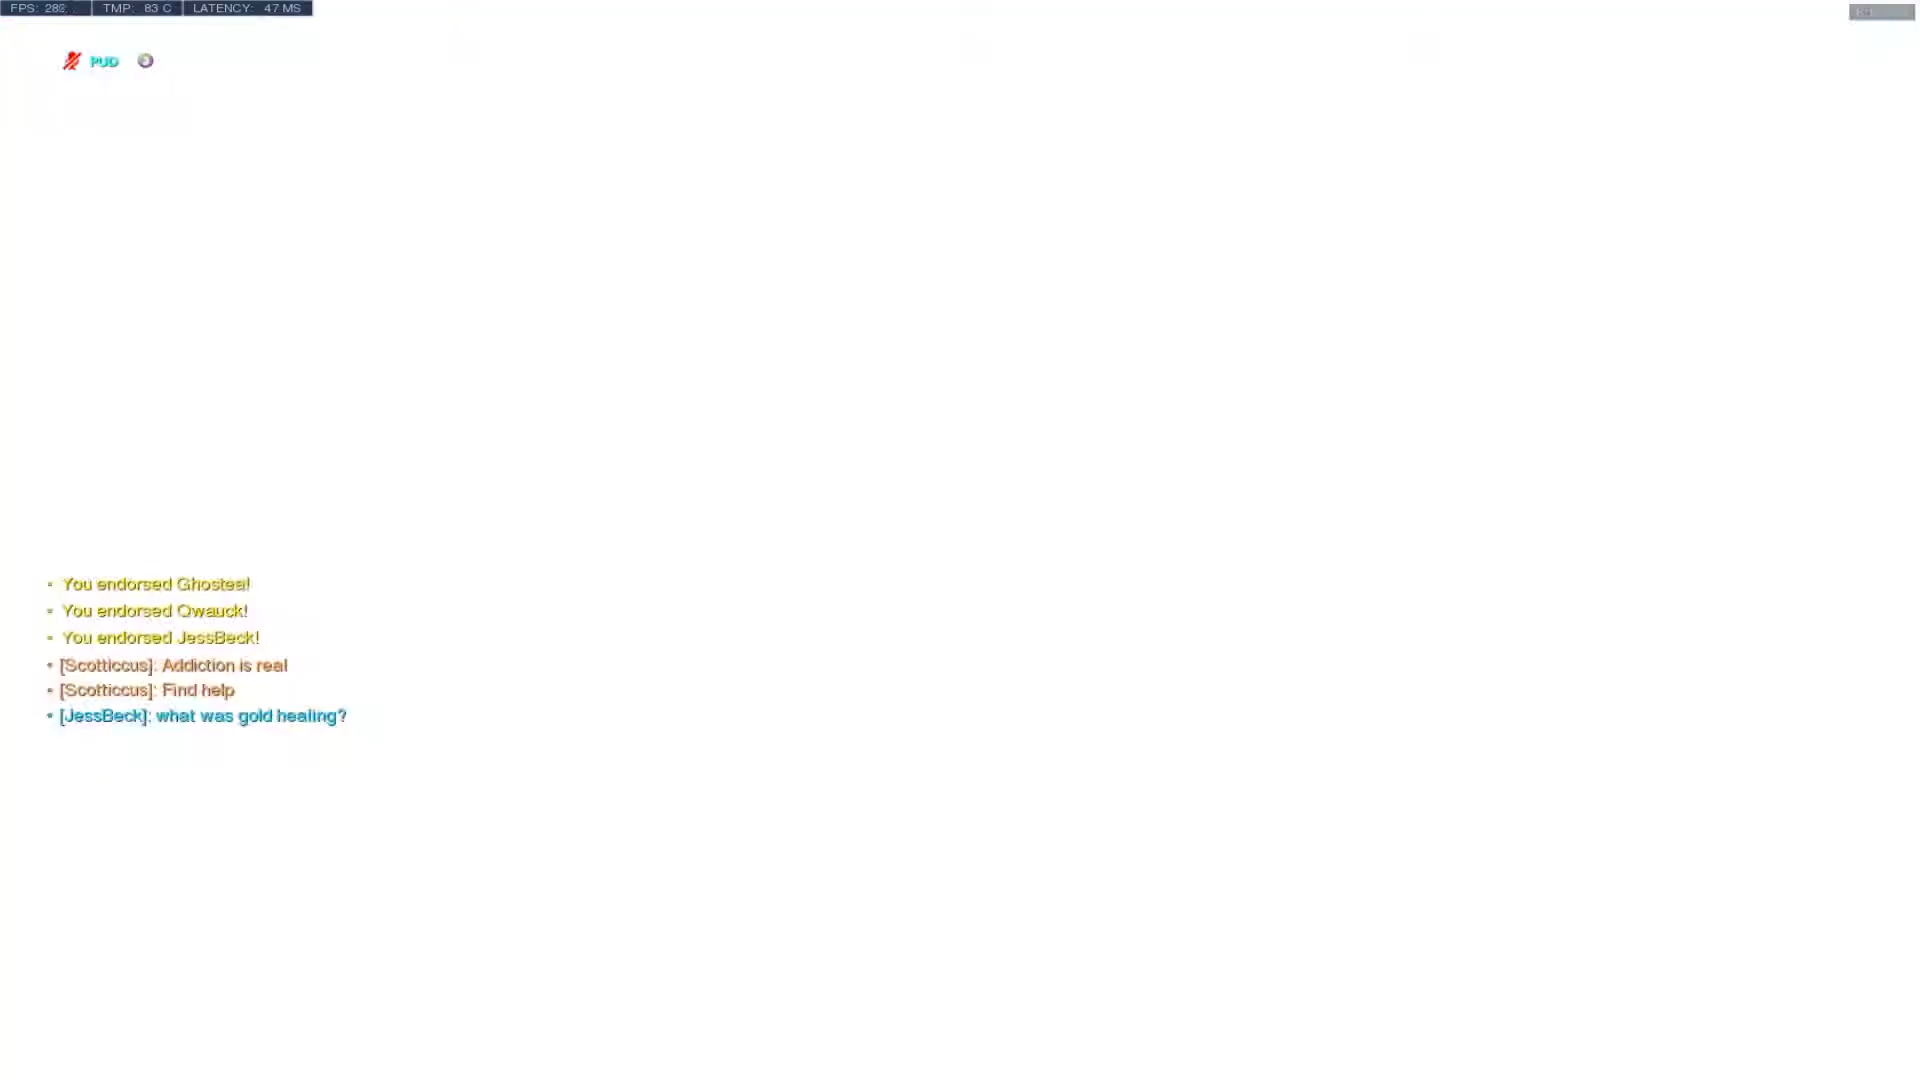 FPS: 28 TMP: 83 C LATENCY: 47 MS
PUD
• You endorsed Ghostea!
• You endorsed Qwauck!
• You endorsed JessBeck!
• [Scotticcus]: Addiction is real
• [Scotticcus]: Find help
• [JessBeck]: what was gold healing?